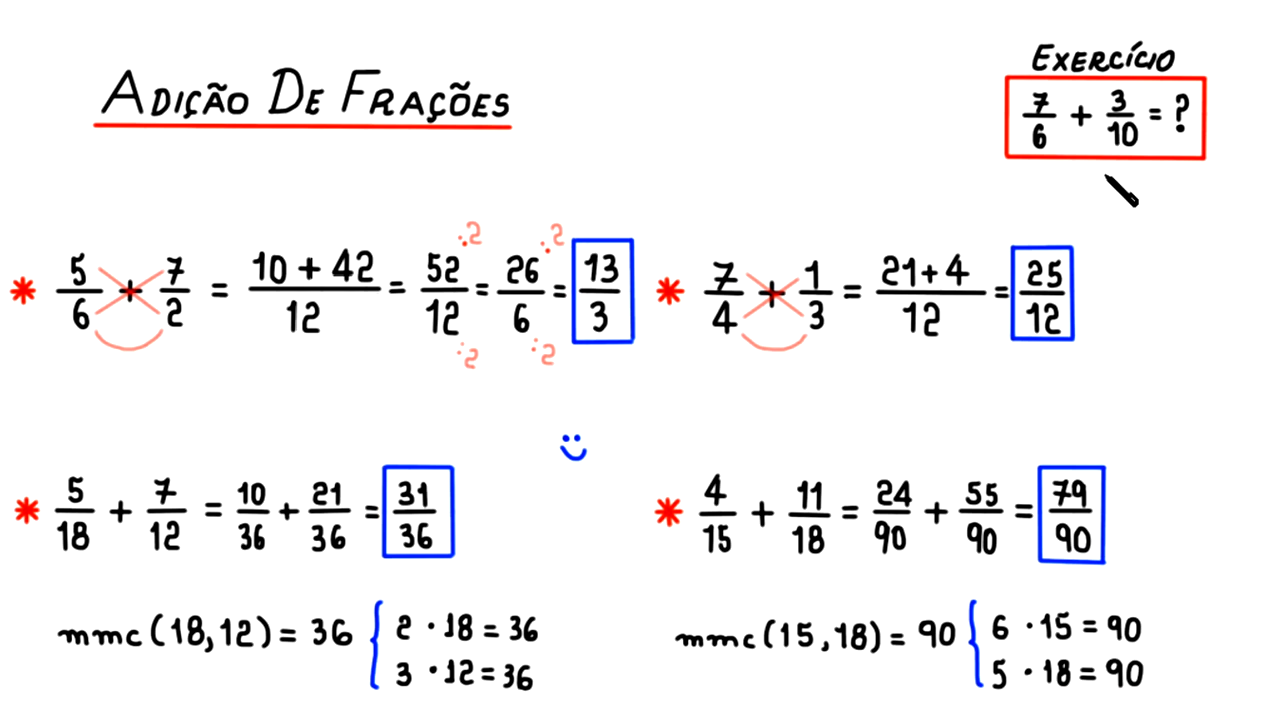 ADIÇÃO DE FRAÇÕES
EXERCÍCIO
7/6 + 3/10 = ?
* 5/6 + 7/2 = (10 + 42)/12 = 52/12 :2 :2 = 26/6 :2 :2 = 13/3
* 7/4 + 1/3 = (21 + 4)/12 = 25/12
* 5/18 + 7/12 = 10/36 + 21/36 = 31/36
mmc (18, 12) = 36 { 2 · 18 = 36
3 · 12 = 36
* 4/15 + 11/18 = 24/90 + 55/90 = 79/90
mmc (15, 18) = 90 { 6 · 15 = 90
5 · 18 = 90